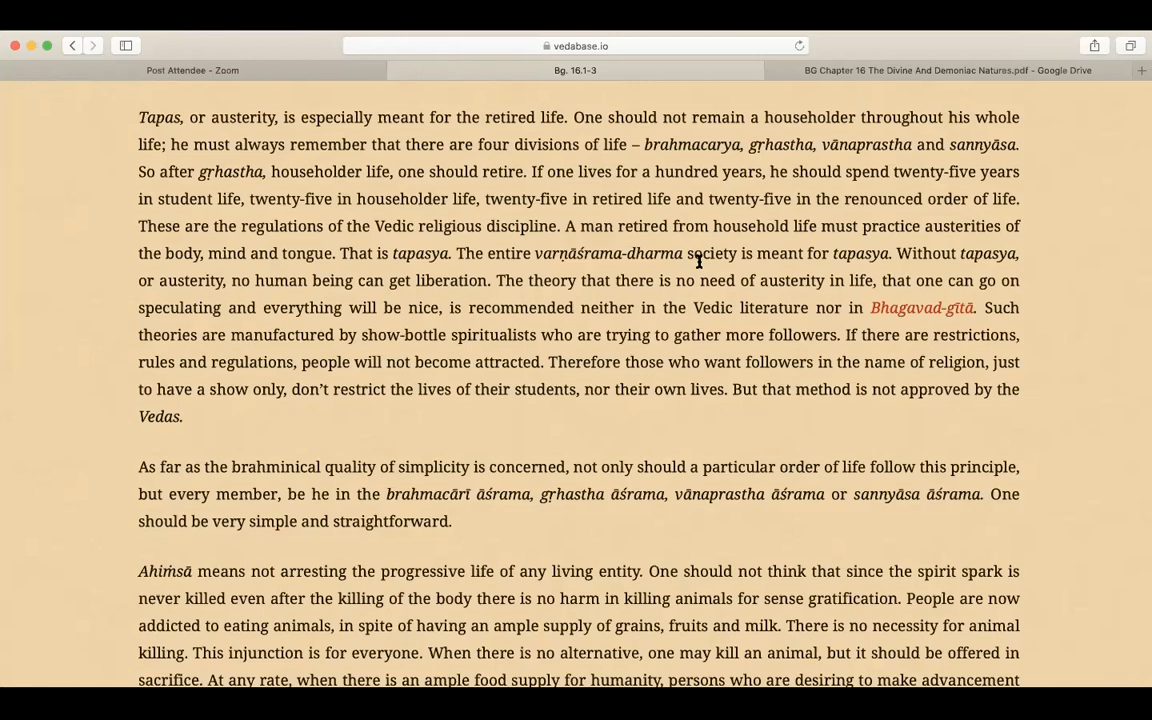 vedabase.io
Post Attendee - Zoom
Bg. 16.1-3
BG Chapter 16 The Divine And Demoniac Natures.pdf - Google Drive
Tapas, or austerity, is especially meant for the retired life. One should not remain a householder throughout his whole
life; he must always remember that there are four divisions of life – brahmacarya, gṛhastha, vānaprastha and sannyāsa.
So after gṛhastha, householder life, one should retire. If one lives for a hundred years, he should spend twenty-five years
in student life, twenty-five in householder life, twenty-five in retired life and twenty-five in the renounced order of life.
These are the regulations of the Vedic religious discipline. A man retired from household life must practice austerities of
the body, mind and tongue. That is tapasya. The entire varṇāśrama-dharma society is meant for tapasya. Without tapasya,
or austerity, no human being can get liberation. The theory that there is no need of austerity in life, that one can go on
speculating and everything will be nice, is recommended neither in the Vedic literature nor in Bhagavad-gītā. Such
theories are manufactured by show-bottle spiritualists who are trying to gather more followers. If there are restrictions,
rules and regulations, people will not become attracted. Therefore those who want followers in the name of religion, just
to have a show only, don’t restrict the lives of their students, nor their own lives. But that method is not approved by the
Vedas.
As far as the brahminical quality of simplicity is concerned, not only should a particular order of life follow this principle,
but every member, be he in the brahmacārī āśrama, gṛhastha āśrama, vānaprastha āśrama or sannyāsa āśrama. One
should be very simple and straightforward.
Ahiṁsā means not arresting the progressive life of any living entity. One should not think that since the spirit spark is
never killed even after the killing of the body there is no harm in killing animals for sense gratification. People are now
addicted to eating animals, in spite of having an ample supply of grains, fruits and milk. There is no necessity for animal
killing. This injunction is for everyone. When there is no alternative, one may kill an animal, but it should be offered in
sacrifice. At any rate, when there is an ample food supply for humanity, persons who are desiring to make advancement